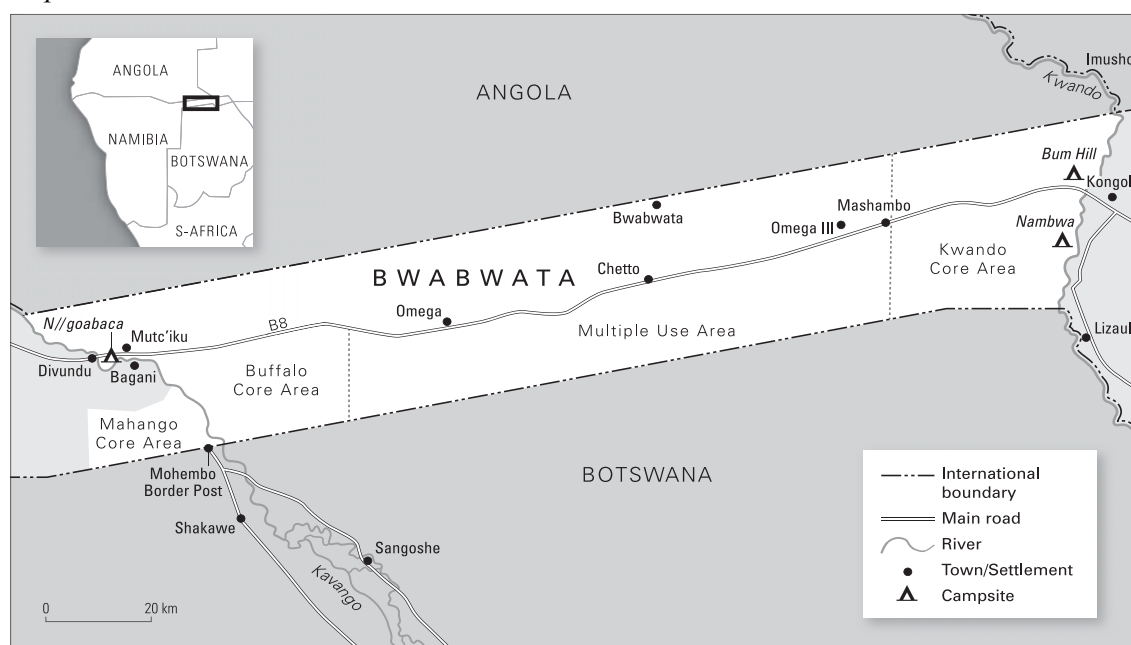 ANGOLA
NAMIBIA
BOTSWANA
S-AFRICA
ANGOLA
Imusho
Kwando
Bum Hill
Kongol
Bwabwata
Mashambo
Omega III
Nambwa
Kwando
Core Area
Chetto
BWABWATA
Omega
Multiple Use Area
B8
N//goabaca
Mutc'iku
Divundu
Bagani
Buffalo
Core Area
Lizaul
Mahango
Core Area
Mohembo
Border Post
BOTSWANA
Shakawe
Sangoshe
Kavango
0 20 km
International
boundary
Main road
River
Town/Settlement
Campsite